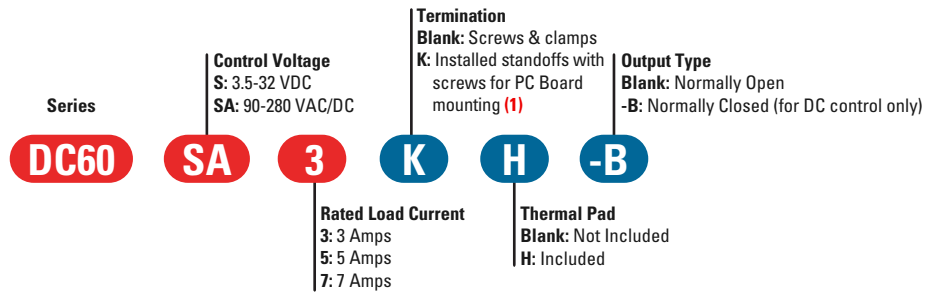 Termination
Blank: Screws & clamps
K: Installed standoffs with
screws for PC Board
mounting (1)
Control Voltage
S: 3.5-32 VDC
SA: 90-280 VAC/DC
Output Type
Blank: Normally Open
-B: Normally Closed (for DC control only)
Series
DC60 SA 3 K H -B
Rated Load Current
3: 3 Amps
5: 5 Amps
7: 7 Amps
Thermal Pad
Blank: Not Included
H: Included